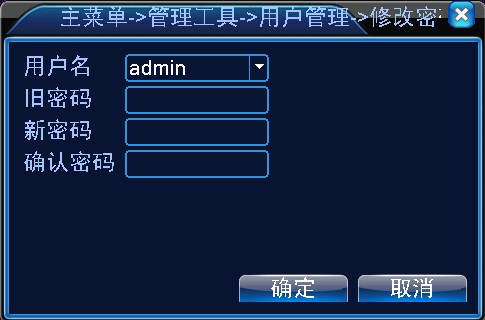 主菜单->管理工具->用户管理->修改密
用户名 admin
旧密码
新密码
确认密码
确定 取消